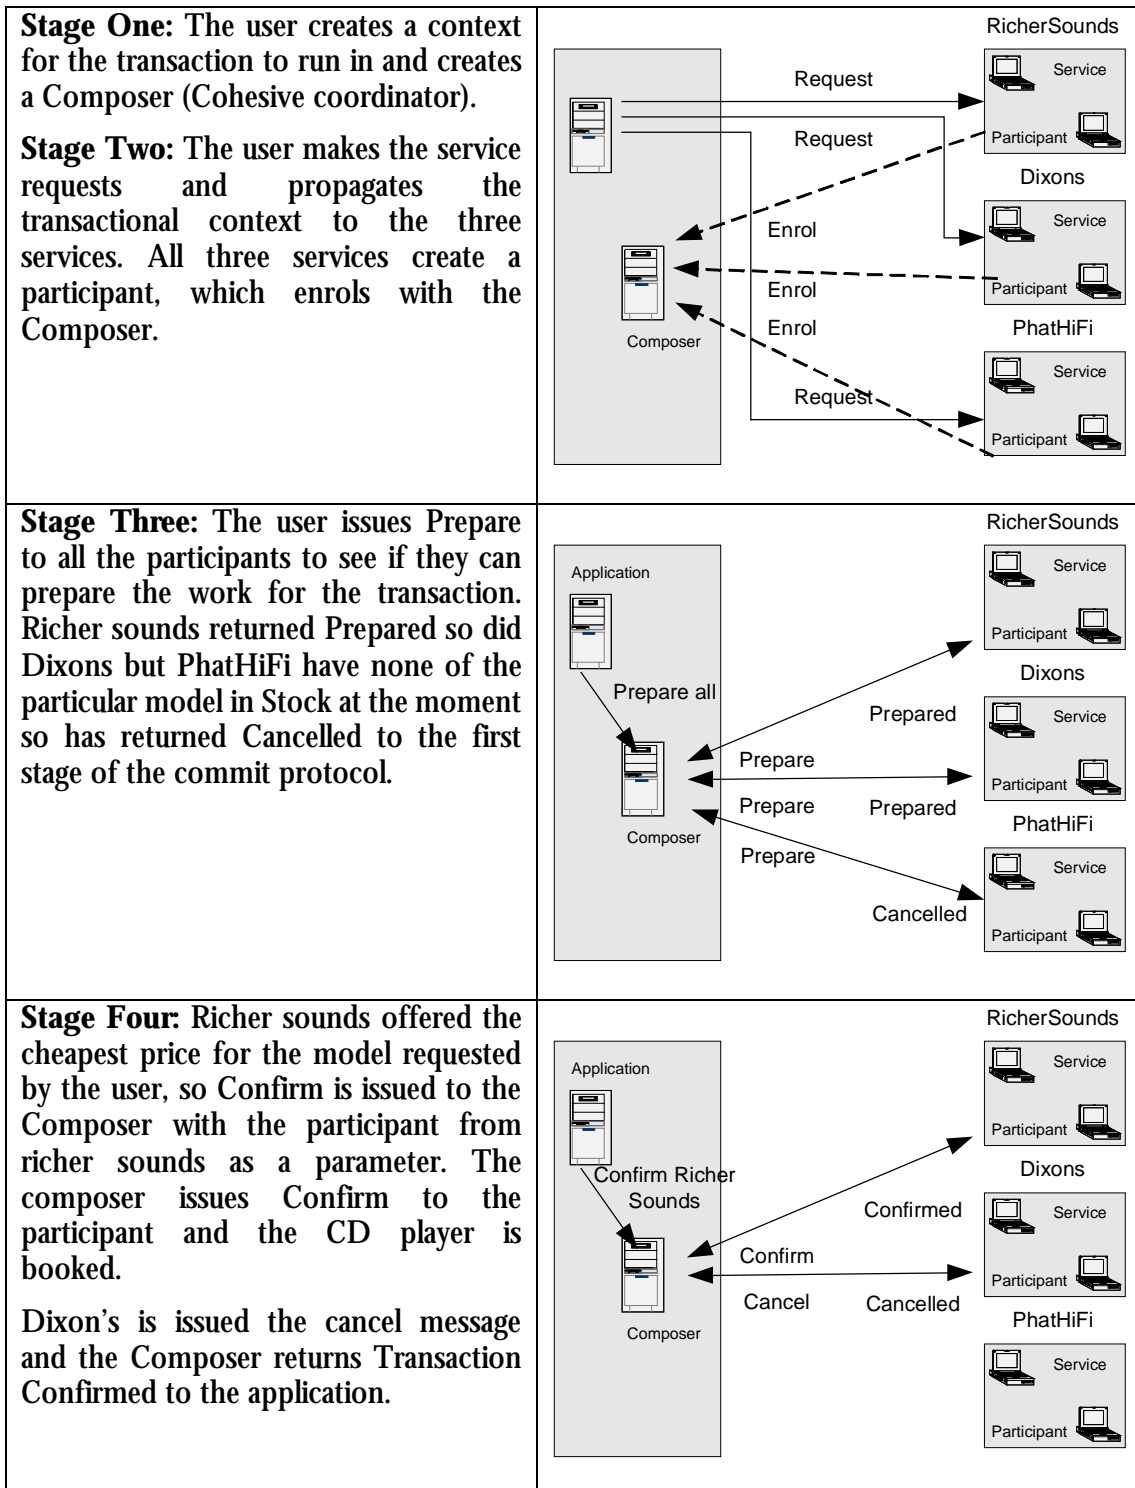 Stage One: The user creates a context
for the transaction to run in and creates
a Composer (Cohesive coordinator).
Stage Two: The user makes the service
requests and propagates the
transactional context to the three
services. All three services create a
participant, which enrols with the
Composer.
RicherSounds
Request
Service
Request
Participant
Dixons
Service
Enrol
Enrol
Participant
Enrol
PhatHiFi
Composer
Service
Request
Participant
Stage Three: The user issues Prepare
to all the participants to see if they can
prepare the work for the transaction.
Richer sounds returned Prepared so did
Dixons but PhatHiFi have none of the
particular model in Stock at the moment
so has returned Cancelled to the first
stage of the commit protocol.
RicherSounds
Application
Service
Participant
Dixons
Prepare all
Prepared
Service
Prepare
Participant
Prepare
Prepared
PhatHiFi
Composer
Prepare
Service
Cancelled
Participant
Stage Four: Richer sounds offered the
cheapest price for the model requested
by the user, so Confirm is issued to the
Composer with the participant from
richer sounds as a parameter. The
composer issues Confirm to the
participant and the CD player is
booked.
Dixon's is issued the cancel message
and the Composer returns Transaction
Confirmed to the application.
RicherSounds
Application
Service
Participant
Dixons
Confirm Richer
Sounds
Confirmed
Service
Confirm
Participant
Cancel
Cancelled
PhatHiFi
Composer
Service
Participant